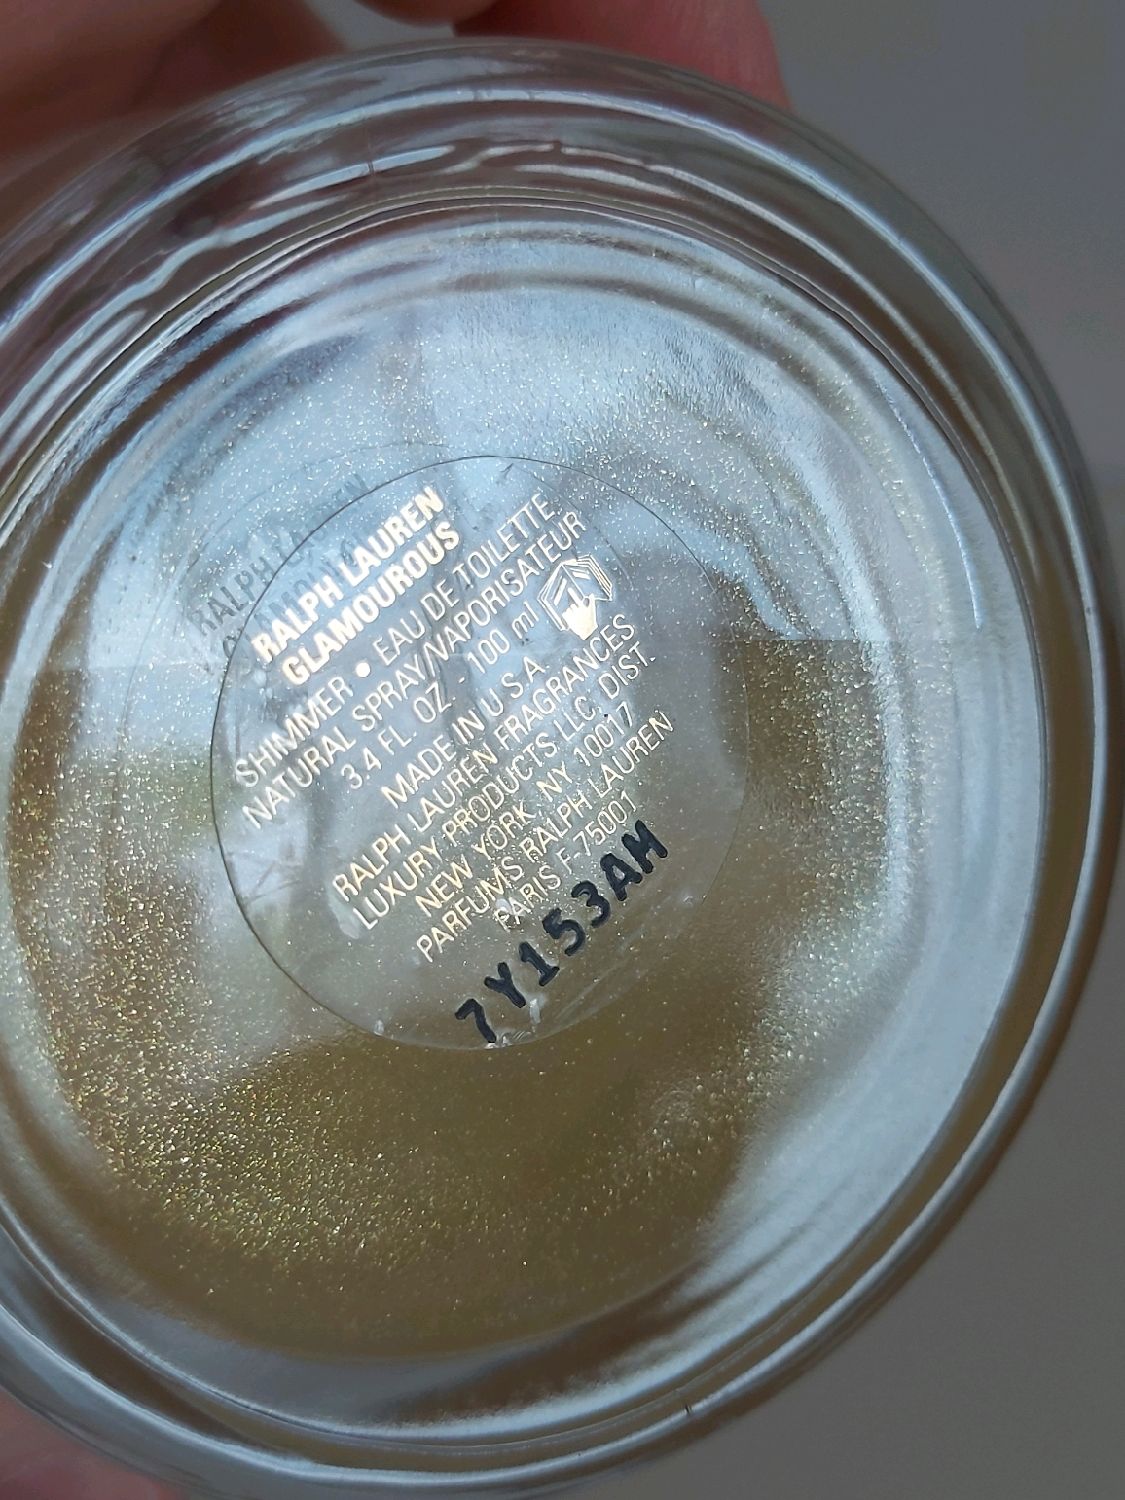 RALPH LAUREN
GLAMOUROUS
SHIMMER • EAU DE TOILETTE
NATURAL SPRAY/VAPORISATEUR
3.4 FL. OZ - 100 ml
MADE IN U S A
RALPH LAUREN FRAGRANCES
LUXURY PRODUCTS LLC, DIST.
NEW YORK, NY 10017
PARFUMS RALPH LAUREN
PARIS F-75001
7Y153AM